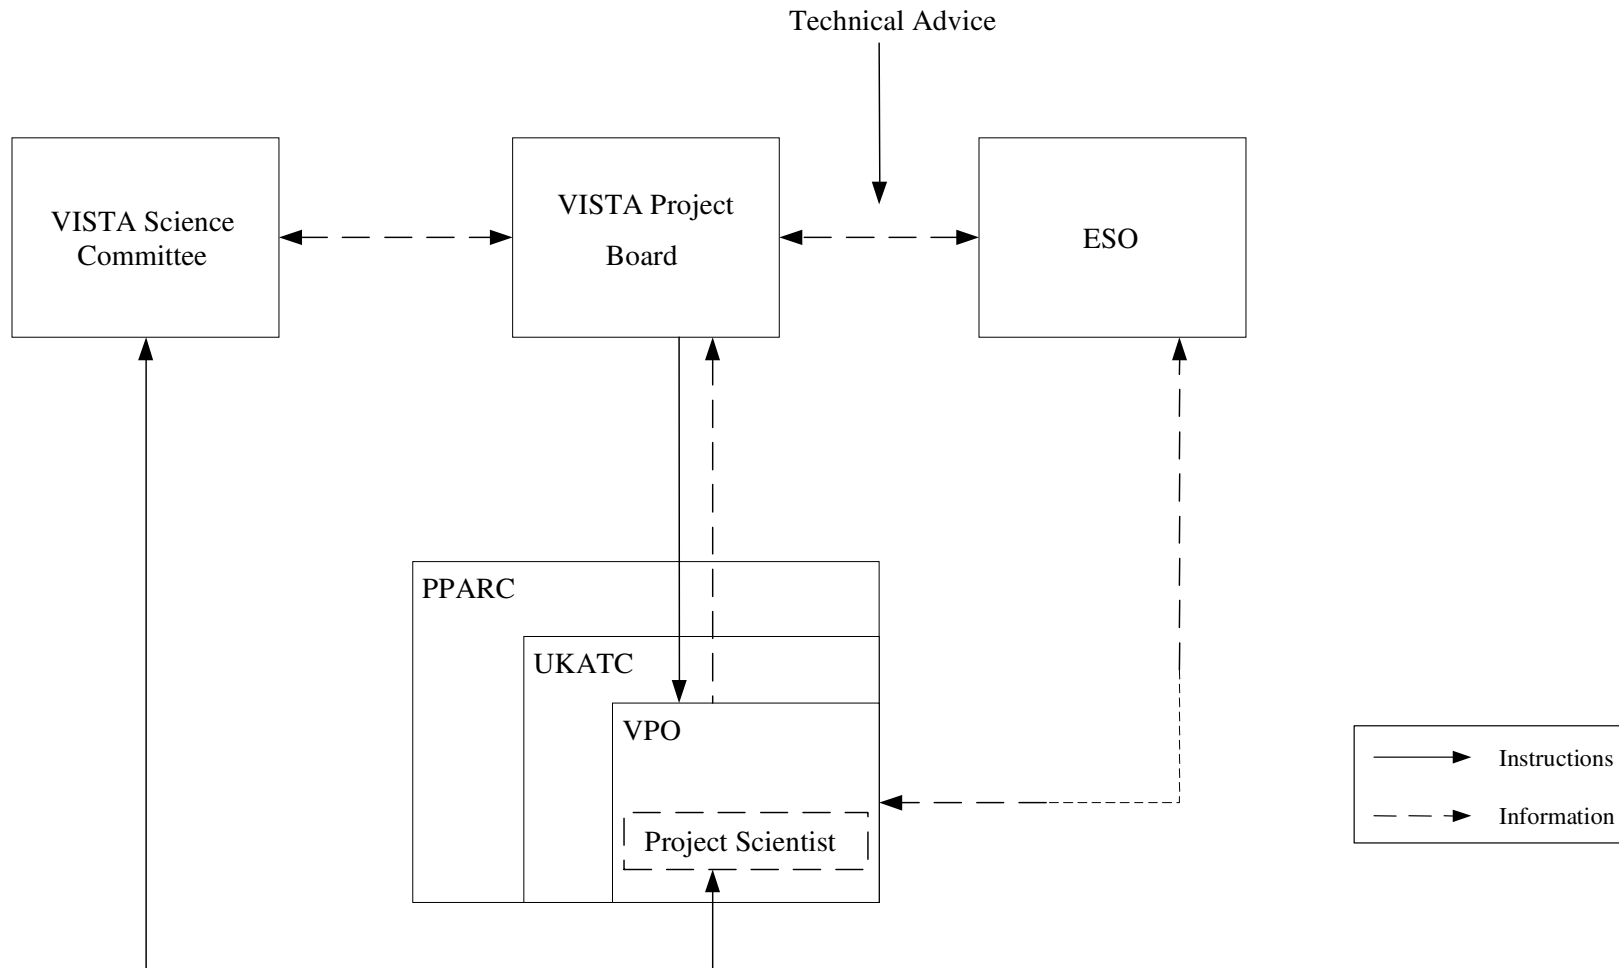 Technical Advice
VISTA Science
Committee
VISTA Project
Board
ESO
PPARC
UKATC
VPO
Project Scientist
Instructions
Information